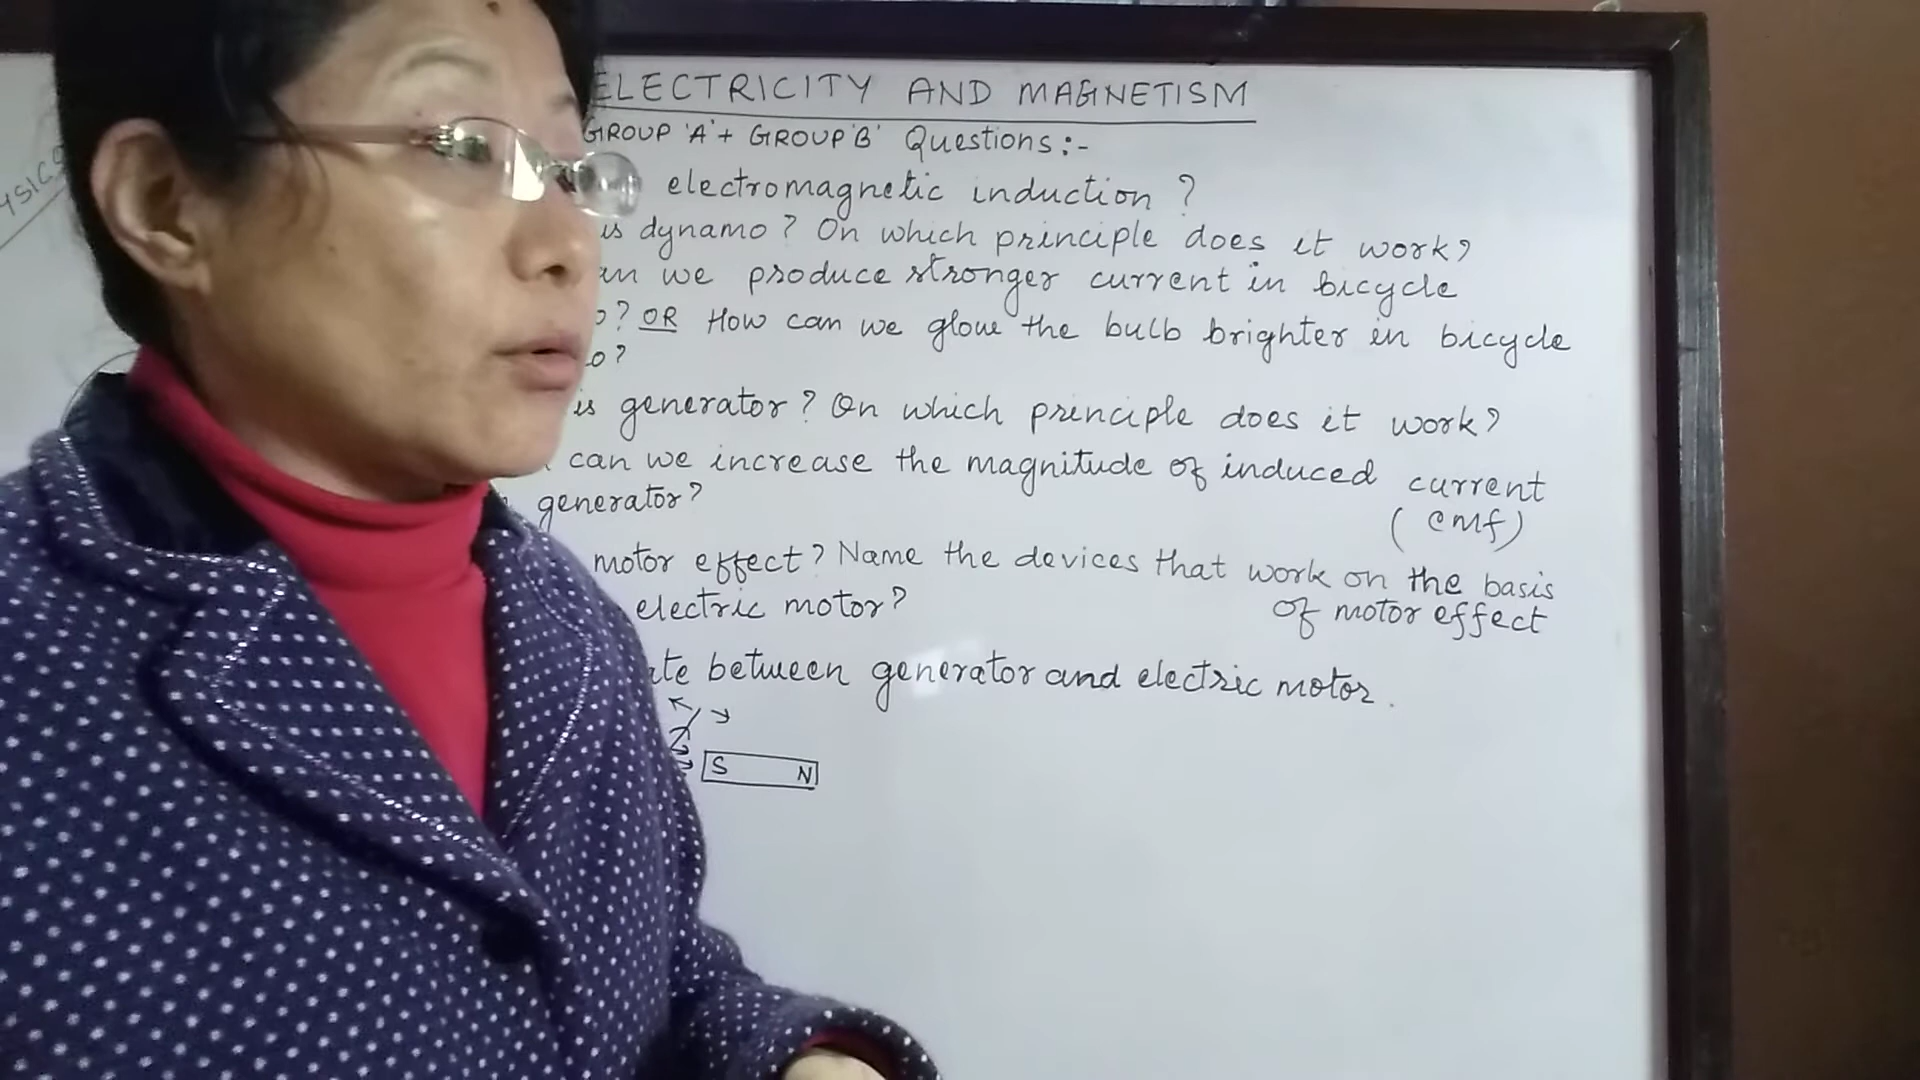 ELECTRICITY AND MAGNETISM
GROUP 'A' + GROUP 'B' Questions:-
electromagnetic induction?
is dynamo? On which principle does it work?
we produce stronger current in bicycle
? OR How can we glow the bulb brighter in bicycle
?
is generator? On which principle does it work?
can we increase the magnitude of induced current
generator? (emf)
motor effect? Name the devices that work on the basis
electric motor? of motor effect
between generator and electric motor.
S N